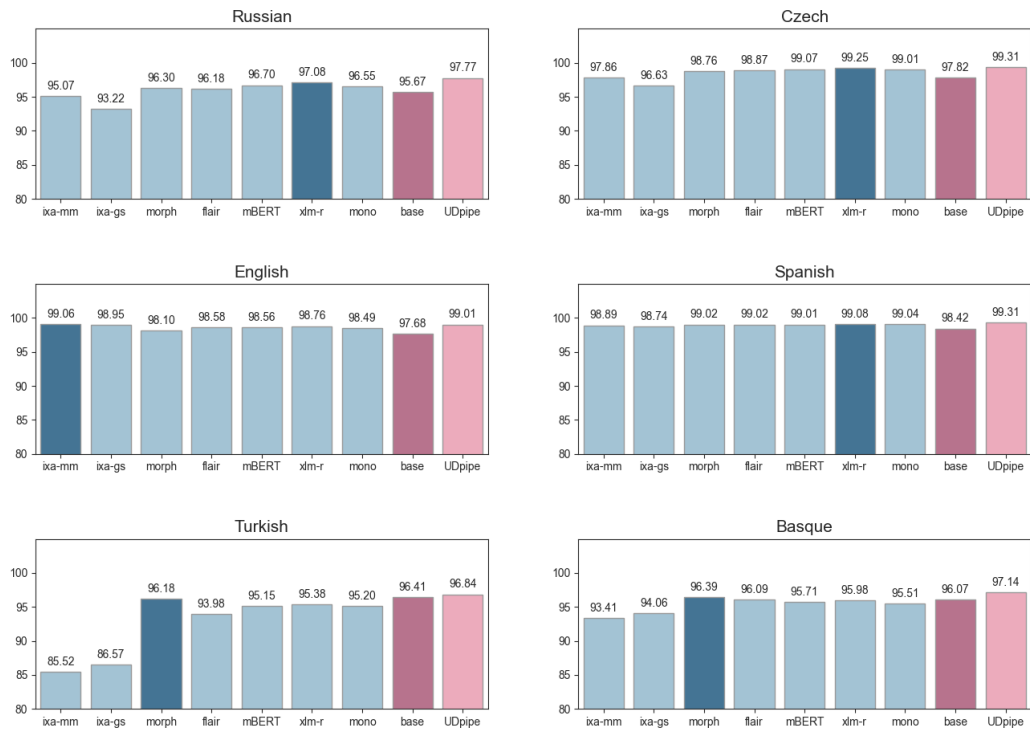 Russian
100
95
90
85
80
95.07 93.22 96.30 96.18 96.70 97.08 96.55 95.67 97.77
ixa-mm ixa-gs morph flair mBERT xlm-r mono base UDpipe
Czech
100
95
90
85
80
97.86 96.63 98.76 98.87 99.07 99.25 99.01 97.82 99.31
ixa-mm ixa-gs morph flair mBERT xlm-r mono base UDpipe
English
100
95
90
85
80
99.06 98.95 98.10 98.58 98.56 98.76 98.49 97.68 99.01
ixa-mm ixa-gs morph flair mBERT xlm-r mono base UDpipe
Spanish
100
95
90
85
80
98.89 98.74 99.02 99.02 99.01 99.08 99.04 98.42 99.31
ixa-mm ixa-gs morph flair mBERT xlm-r mono base UDpipe
Turkish
100
95
90
85
80
85.52 86.57 96.18 93.98 95.15 95.38 95.20 96.41 96.84
ixa-mm ixa-gs morph flair mBERT xlm-r mono base UDpipe
Basque
100
95
90
85
80
93.41 94.06 96.39 96.09 95.71 95.98 95.51 96.07 97.14
ixa-mm ixa-gs morph flair mBERT xlm-r mono base UDpipe